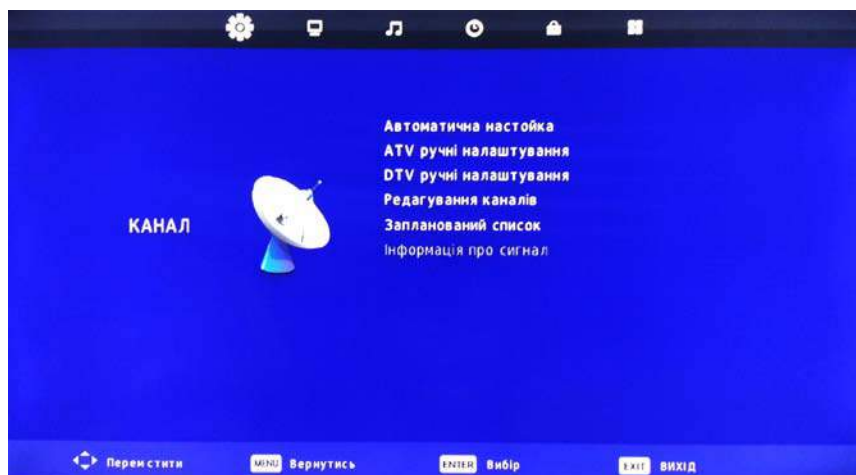 Автоматична настойка
ATV ручні налаштування
DTV ручні налаштування
Редагування каналів
КАНАЛ
Запланований список
Інформація про сигнал
Перемстити
MENU Вернутись
ENTER Вибір
EXIT ВИХІД